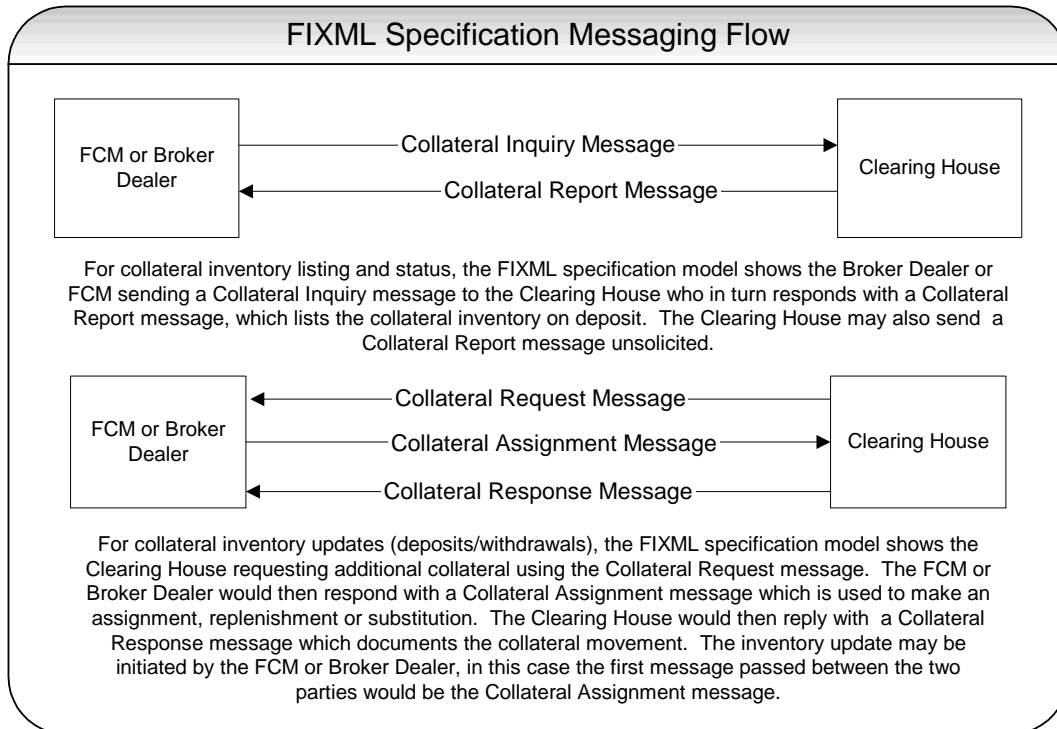 FIXML Specification Messaging Flow
FCM or Broker
Dealer
Collateral Inquiry Message
Collateral Report Message
Clearing House
For collateral inventory listing and status, the FIXML specification model shows the Broker Dealer or
FCM sending a Collateral Inquiry message to the Clearing House who in turn responds with a Collateral
Report message, which lists the collateral inventory on deposit.  The Clearing House may also send  a
Collateral Report message unsolicited.
FCM or Broker
Dealer
Collateral Request Message
Collateral Assignment Message
Collateral Response Message
Clearing House
For collateral inventory updates (deposits/withdrawals), the FIXML specification model shows the
Clearing House requesting additional collateral using the Collateral Request message.  The FCM or
Broker Dealer would then respond with a Collateral Assignment message which is used to make an
assignment, replenishment or substitution.  The Clearing House would then reply with  a Collateral
Response message which documents the collateral movement.  The inventory update may be
initiated by the FCM or Broker Dealer, in this case the first message passed between the two
parties would be the Collateral Assignment message.